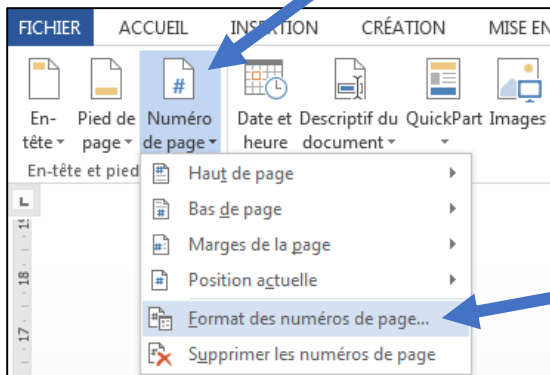 FICHIER ACCUEIL INSERTION CRÉATION MISE EN
En-tête Pied de page Numéro de page Date et heure Descriptif du document QuickPart Images
En-tête et pied
Haut de page
Bas de page
Marges de la page
Position actuelle
Format des numéros de page...
Supprimer les numéros de page
18
17